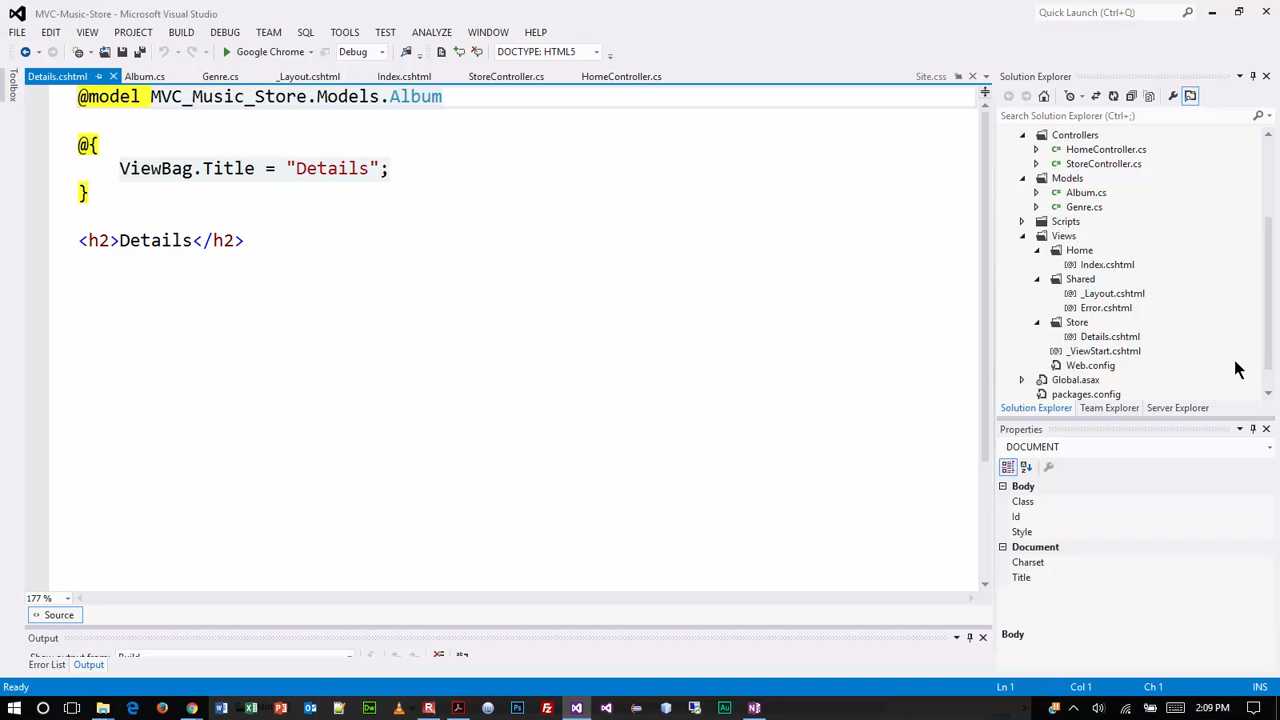 MVC-Music-Store - Microsoft Visual Studio
Quick Launch (Ctrl+Q)
FILE EDIT VIEW PROJECT BUILD DEBUG TEAM SQL TOOLS TEST ANALYZE WINDOW HELP
Google Chrome Debug DOCTYPE: HTML5
Toolbox
Details.cshtml Album.cs Genre.cs _Layout.cshtml Index.cshtml StoreController.cs HomeController.cs Site.css
@model MVC_Music_Store.Models.Album
@{
ViewBag.Title = "Details";
}
<h2>Details</h2>
177 %
Source
Output
Show output from: Build
Error List Output
Solution Explorer
Search Solution Explorer (Ctrl+;)
Controllers
C# HomeController.cs
C# StoreController.cs
Models
C# Album.cs
C# Genre.cs
Scripts
Views
Home
[@] Index.cshtml
Shared
[@] _Layout.cshtml
[@] Error.cshtml
Store
[@] Details.cshtml
[@] _ViewStart.cshtml
Web.config
Global.asax
packages.config
Solution Explorer Team Explorer Server Explorer
Properties
DOCUMENT
Body
Class
Id
Style
Document
Charset
Title
Body
Ready Ln 1 Col 1 Ch 1 INS
2:09 PM